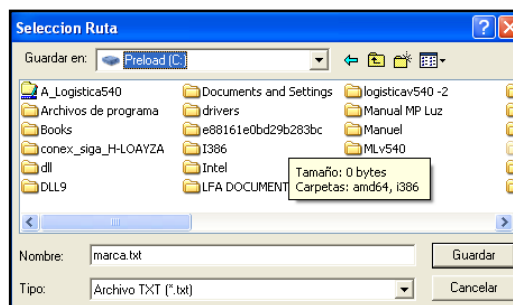 Seleccion Ruta
Guardar en: Preload (C:)
A_Logistica540 Documents and Settings logisticav540 -2
Archivos de programa drivers Manual MP Luz
Books e88161e0bd29b283bc Manuel
conex_siga_H-LOAYZA I386 MLv540
dll Intel
DLL9 LFA DOCUMENT
Tamaño: 0 bytes
Carpetas: amd64, i386
Nombre: marca.txt Guardar
Tipo: Archivo TXT (*.txt) Cancelar